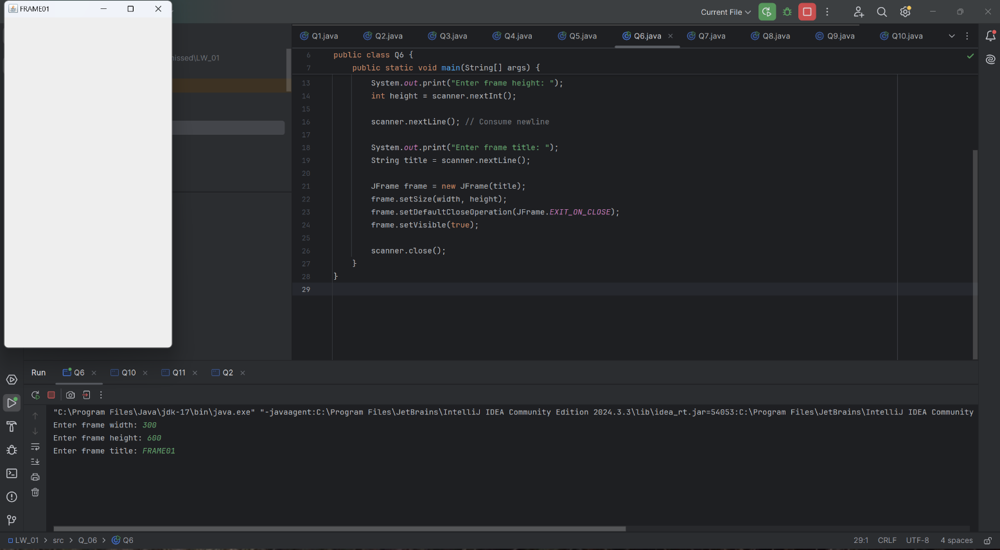 FRAME01
Current File
issed\LW_01
Q1.java Q2.java Q3.java Q4.java Q5.java Q6.java Q7.java Q8.java Q9.java Q10.java
6 public class Q6 {
7 public static void main(String[] args) {
13 System.out.print("Enter frame height: ");
14 int height = scanner.nextInt();
15
16 scanner.nextLine(); // Consume newline
17
18 System.out.print("Enter frame title: ");
19 String title = scanner.nextLine();
20
21 JFrame frame = new JFrame(title);
22 frame.setSize(width, height);
23 frame.setDefaultCloseOperation(JFrame.EXIT_ON_CLOSE);
24 frame.setVisible(true);
25
26 scanner.close();
27 }
28 }
29
Run Q6 Q10 Q11 Q2
"C:\Program Files\Java\jdk-17\bin\java.exe" "-javaagent:C:\Program Files\JetBrains\IntelliJ IDEA Community Edition 2024.3.3\lib\idea_rt.jar=54053:C:\Program Files\JetBrains\IntelliJ IDEA Community
Enter frame width: 300
Enter frame height: 600
Enter frame title: FRAME01
LW_01 > src > Q_06 > Q6
29:1 CRLF UTF-8 4 spaces